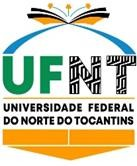 UFNT
UNIVERSIDADE FEDERAL
DO NORTE DO TOCANTINS